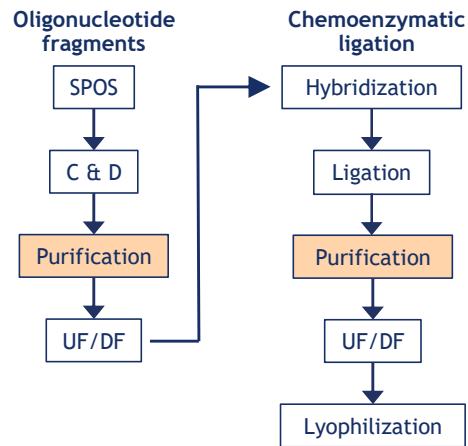 Oligonucleotide
fragments
SPOS
C & D
Purification
UF/DF
Chemoenzymatic
ligation
Hybridization
Ligation
Purification
UF/DF
Lyophilization